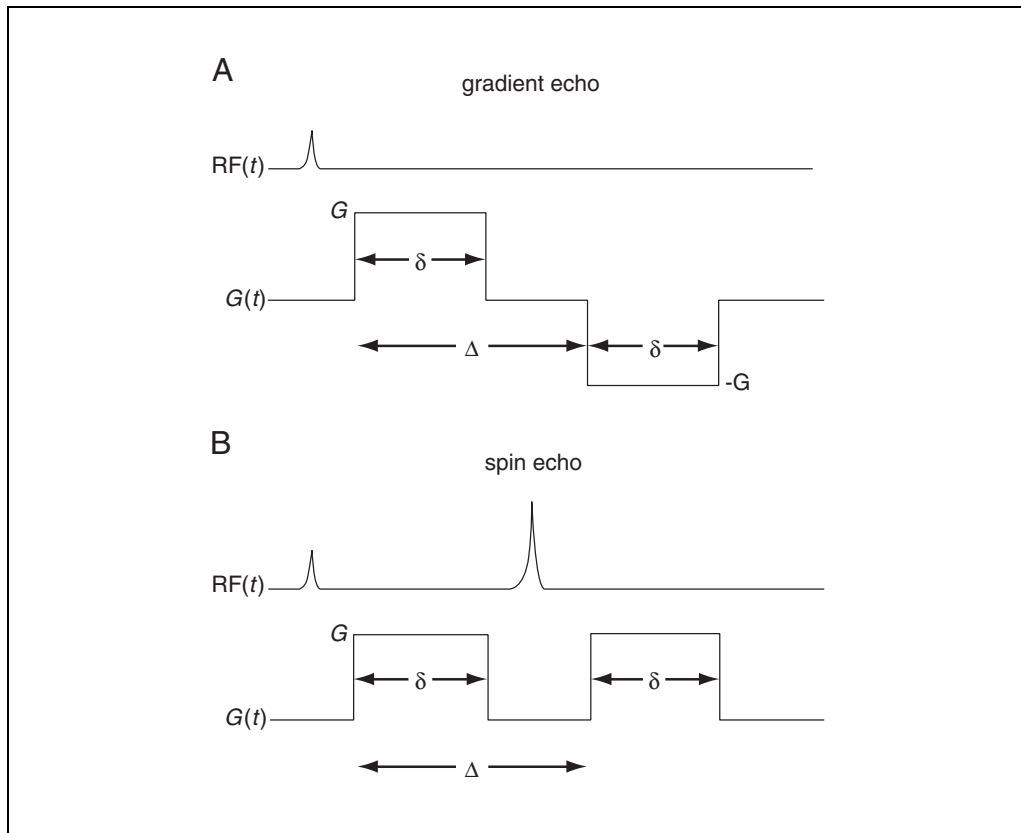 A
gradient echo
RF(t)
G
δ
G(t)
Δ
δ
-G
B
spin echo
RF(t)
G
δ
δ
G(t)
Δ